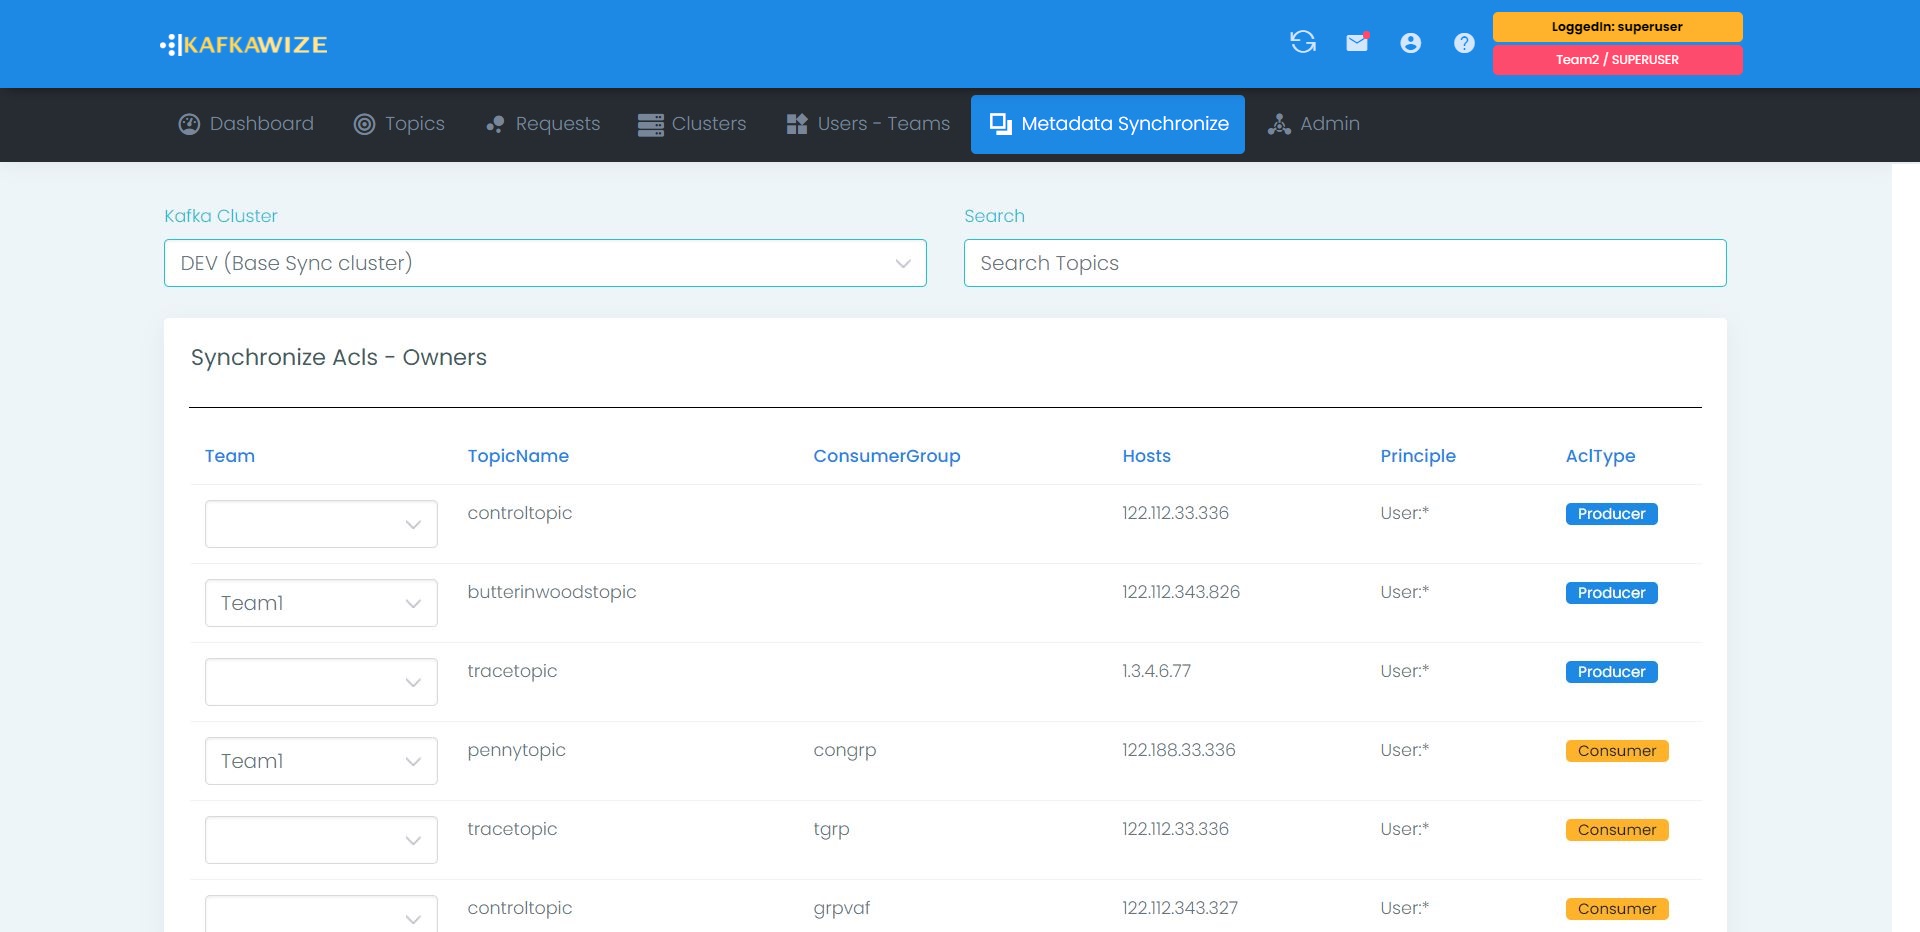 KAFKAWIZE
LoggedIn: superuser
Team2 / SUPERUSER
Dashboard
Topics
Requests
Clusters
Users - Teams
Metadata Synchronize
Admin
Kafka Cluster
Search
DEV (Base Sync cluster)
Search Topics
Synchronize Acls - Owners
Team TopicName ConsumerGroup Hosts Principle AclType
controltopic 122.112.33.336 User:* Producer
Team1 butterinwoodstopic 122.112.343.826 User:* Producer
tracetopic 1.3.4.6.77 User:* Producer
Team1 pennytopic congrp 122.188.33.336 User:* Consumer
tracetopic tgrp 122.112.33.336 User:* Consumer
controltopic grpvaf 122.112.343.327 User:* Consumer